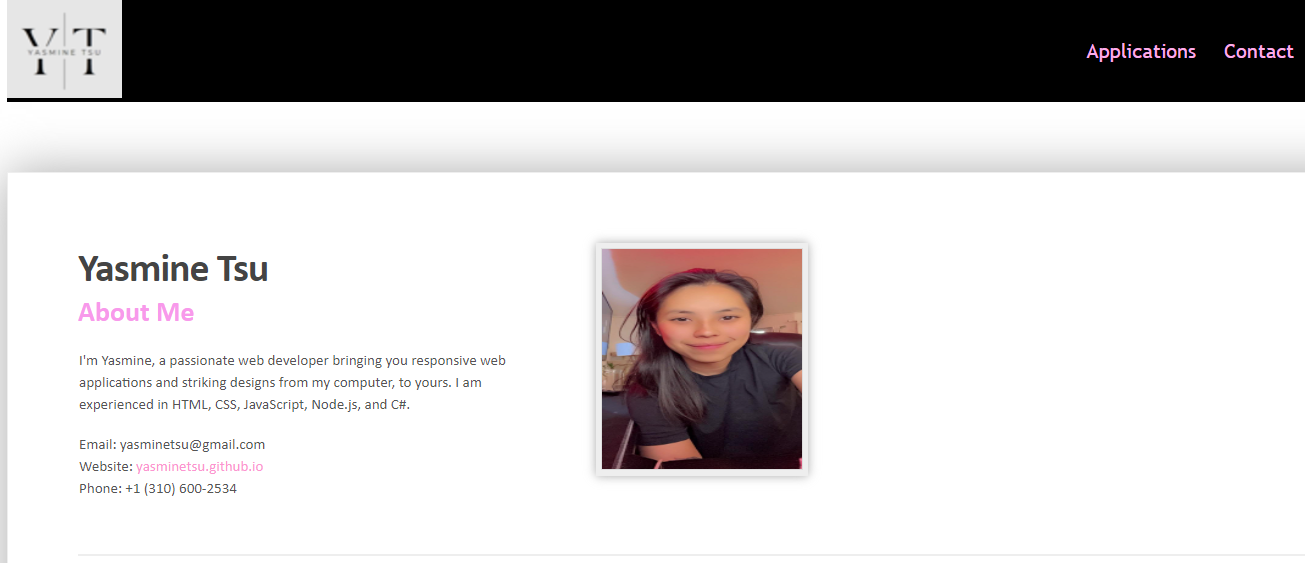 Y T
YASMINE TSU
Applications Contact
Yasmine Tsu
About Me
I'm Yasmine, a passionate web developer bringing you responsive web
applications and striking designs from my computer, to yours. I am
experienced in HTML, CSS, JavaScript, Node.js, and C#.
Email: yasminetsu@gmail.com
Website: yasminetsu.github.io
Phone: +1 (310) 600-2534